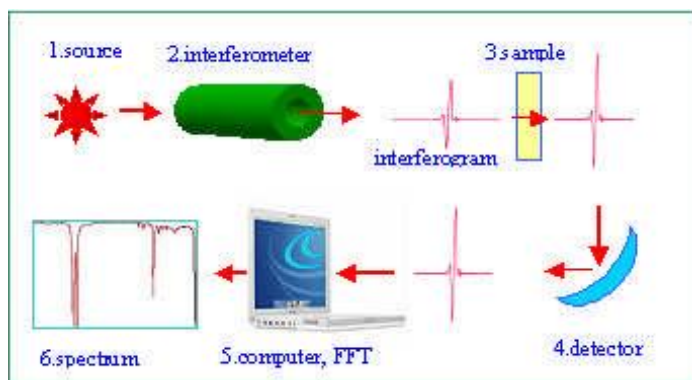 1.source
2.interferometer
3.sample
interferogram
4.detector
5.computer, FFT
6.spectrum